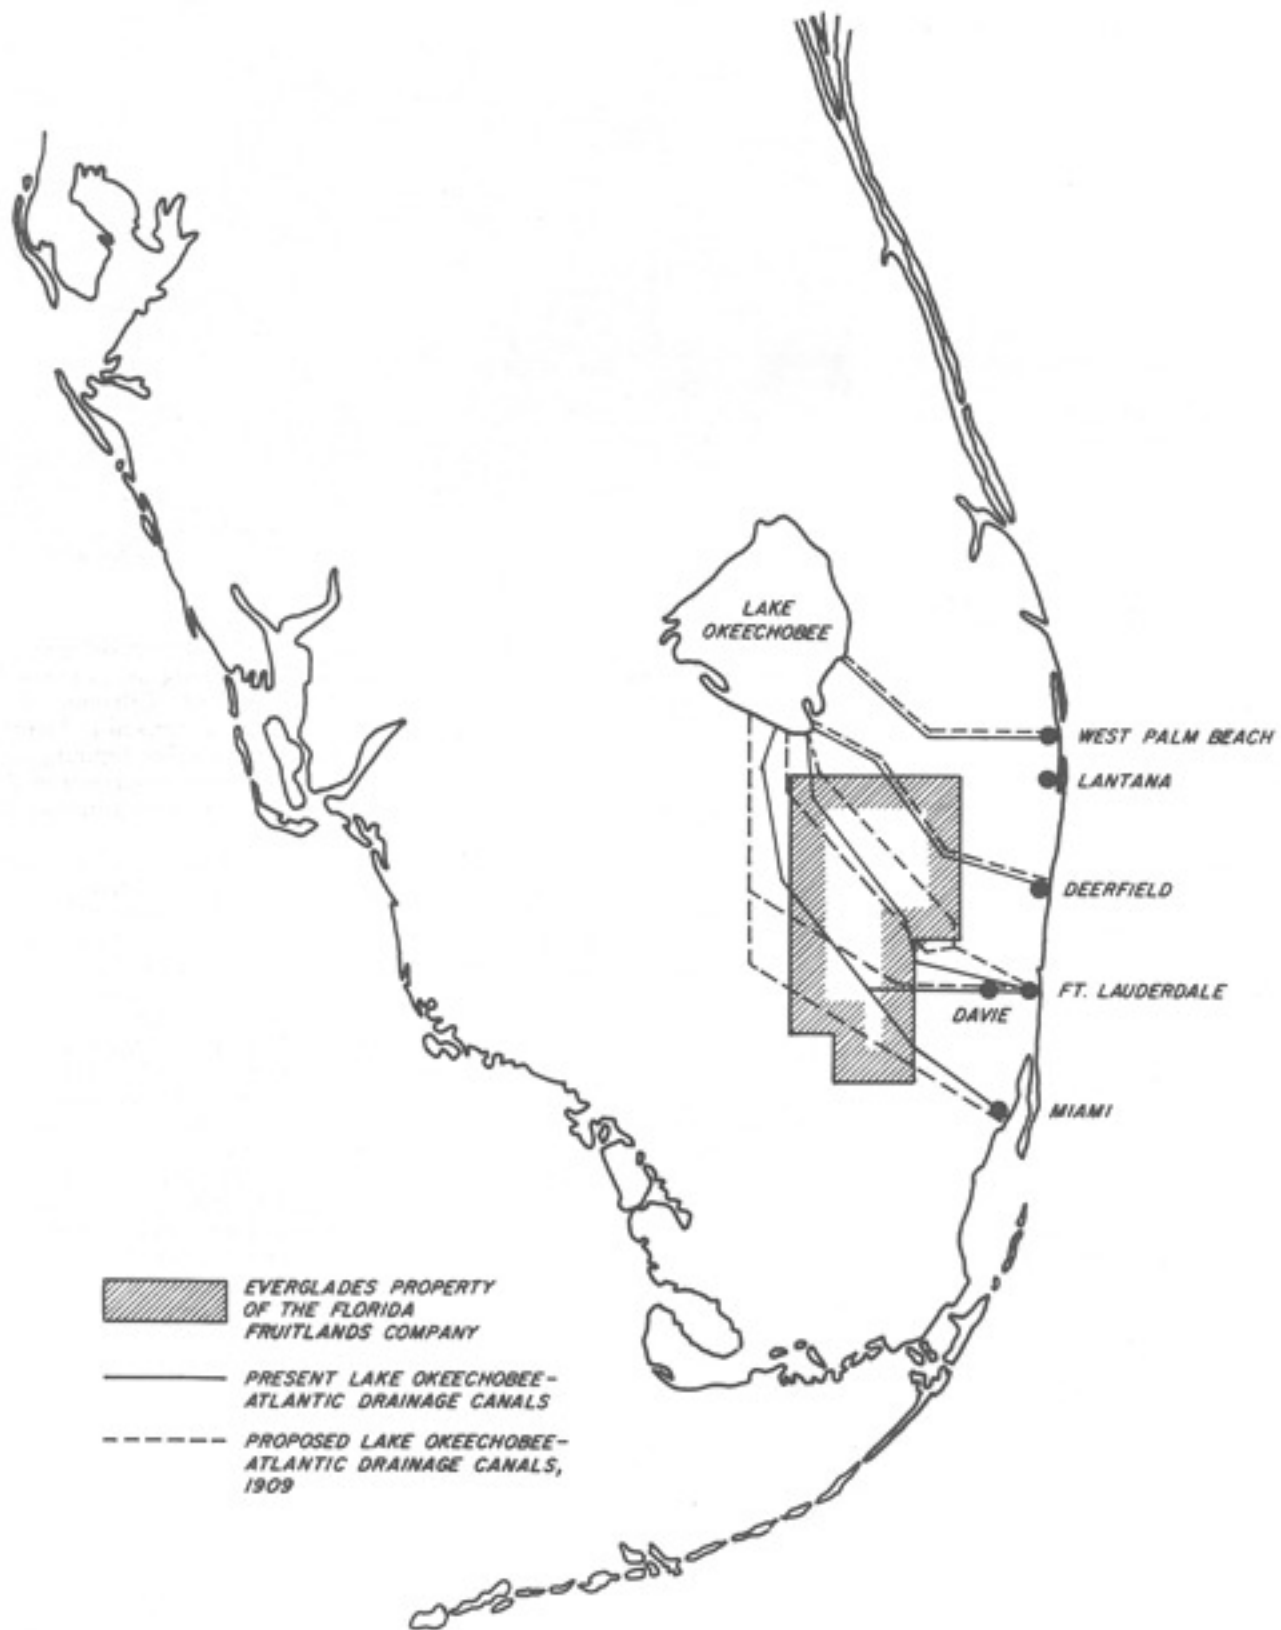 LAKE
OKEECHOBEE
WEST PALM BEACH
LANTANA
DEERFIELD
FT. LAUDERDALE
DAVIE
MIAMI
EVERGLADES PROPERTY
OF THE FLORIDA
FRUITLANDS COMPANY
PRESENT LAKE OKEECHOBEE-
ATLANTIC DRAINAGE CANALS
PROPOSED LAKE OKEECHOBEE-
ATLANTIC DRAINAGE CANALS,
1909